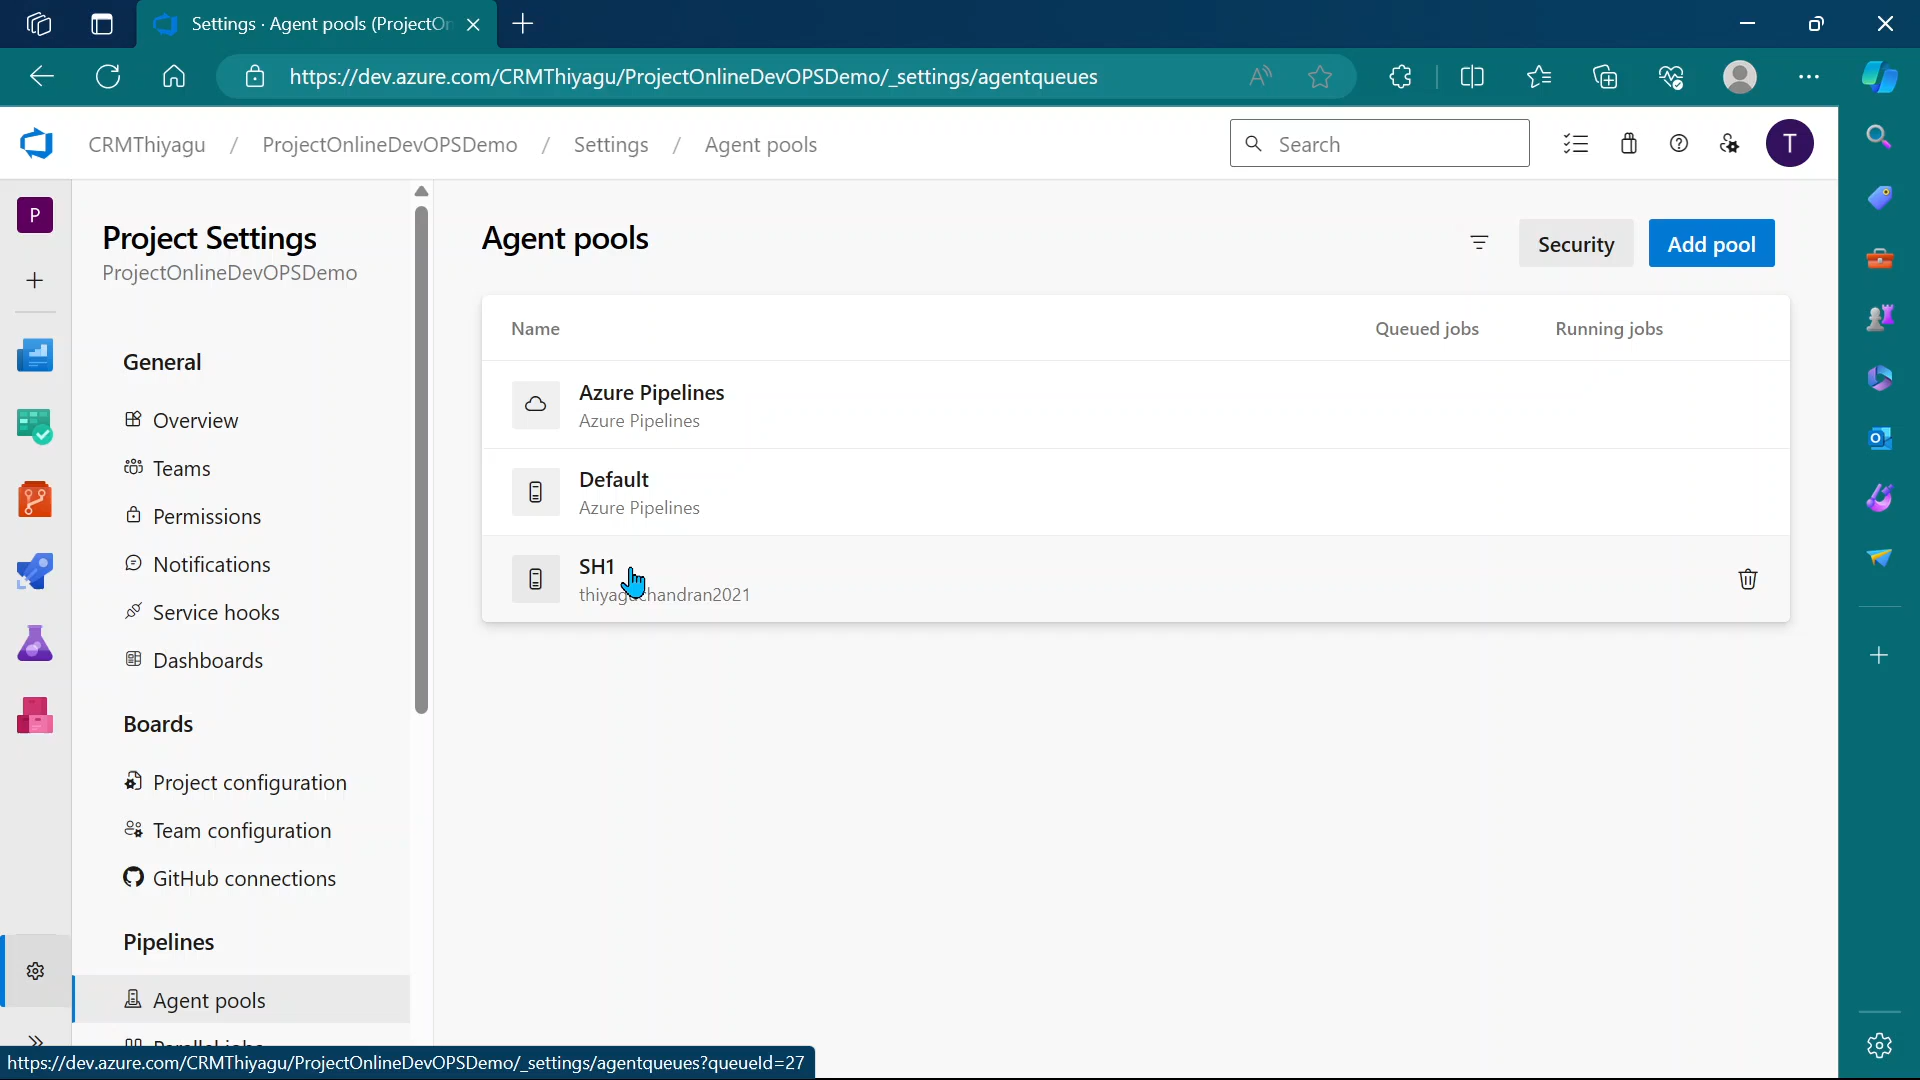 Settings · Agent pools (ProjectOn
https://dev.azure.com/CRMThiyagu/ProjectOnlineDevOPSDemo/_settings/agentqueues
CRMThiyagu / ProjectOnlineDevOPSDemo / Settings / Agent pools
Search
T
P
Project Settings
ProjectOnlineDevOPSDemo
General
Overview
Teams
Permissions
Notifications
Service hooks
Dashboards
Boards
Project configuration
Team configuration
GitHub connections
Pipelines
Agent pools
Agent pools
Security
Add pool
Name
Queued jobs
Running jobs
Azure Pipelines
Azure Pipelines
Default
Azure Pipelines
SH1
https://dev.azure.com/CRMThiyagu/ProjectOnlineDevOPSDemo/_settings/agentqueues?queueId=27